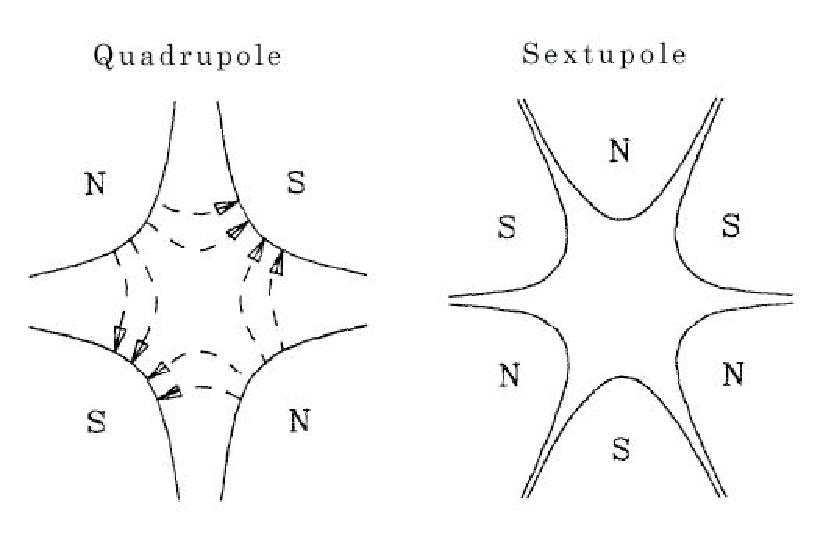 Quadrupole
N S
S N
Sextupole
N
S S
N N
S